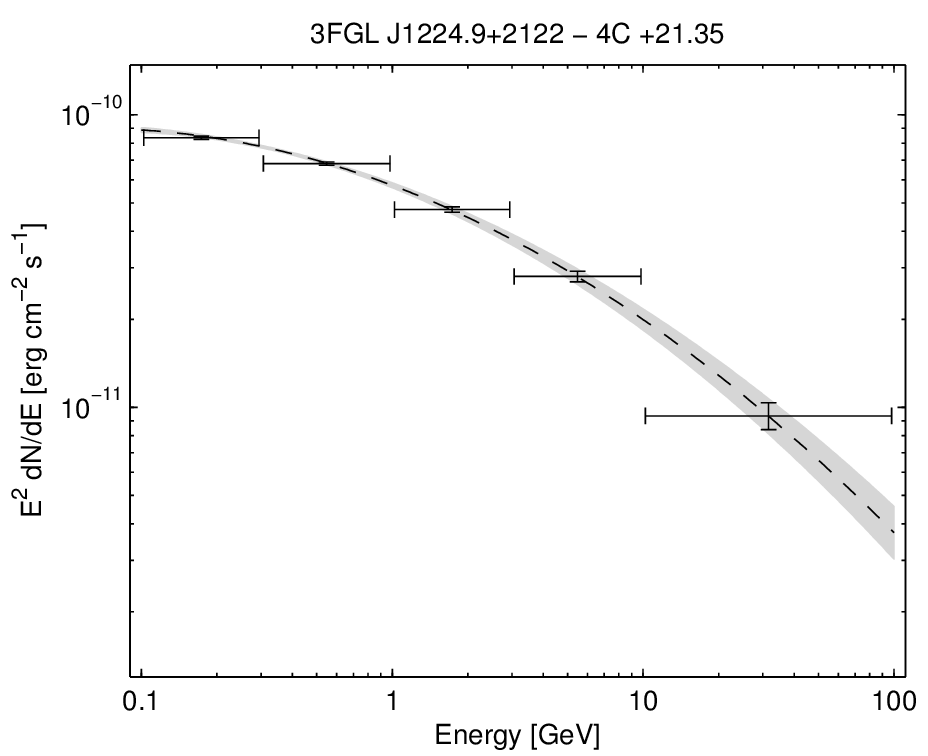 3FGL J1224.9+2122 − 4C +21.35
10⁻¹⁰
10⁻¹¹
E² dN/dE [erg cm⁻² s⁻¹]
0.1 1 10 100
Energy [GeV]